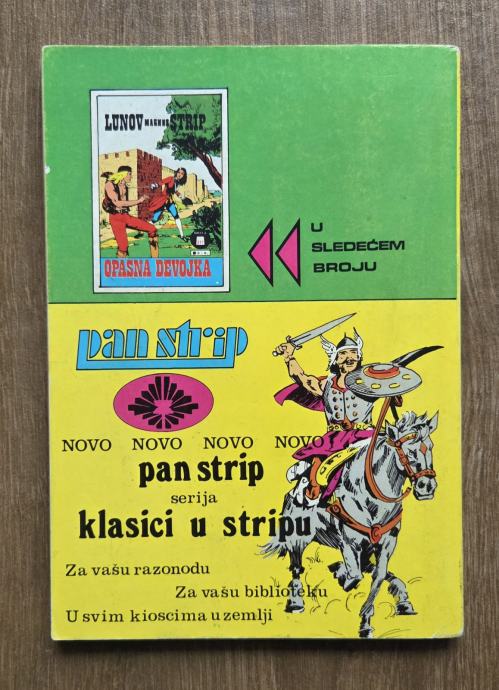 LUNOV MAGNUS STRIP
OPASNA DEVOJKA
U
SLEDEĆEM
BROJU
pan strip
NOVO NOVO NOVO NOVO
pan strip
serija
klasici u stripu
Za vašu razonodu
Za vašu biblioteku
U svim kioscima u zemlji